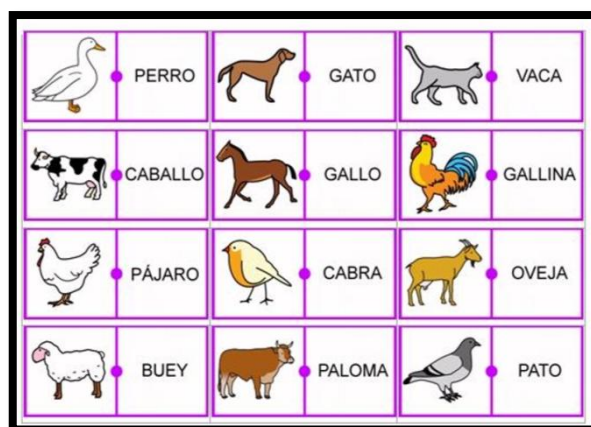 PERRO
GATO
VACA
CABALLO
GALLO
GALLINA
PÁJARO
CABRA
OVEJA
BUEY
PALOMA
PATO